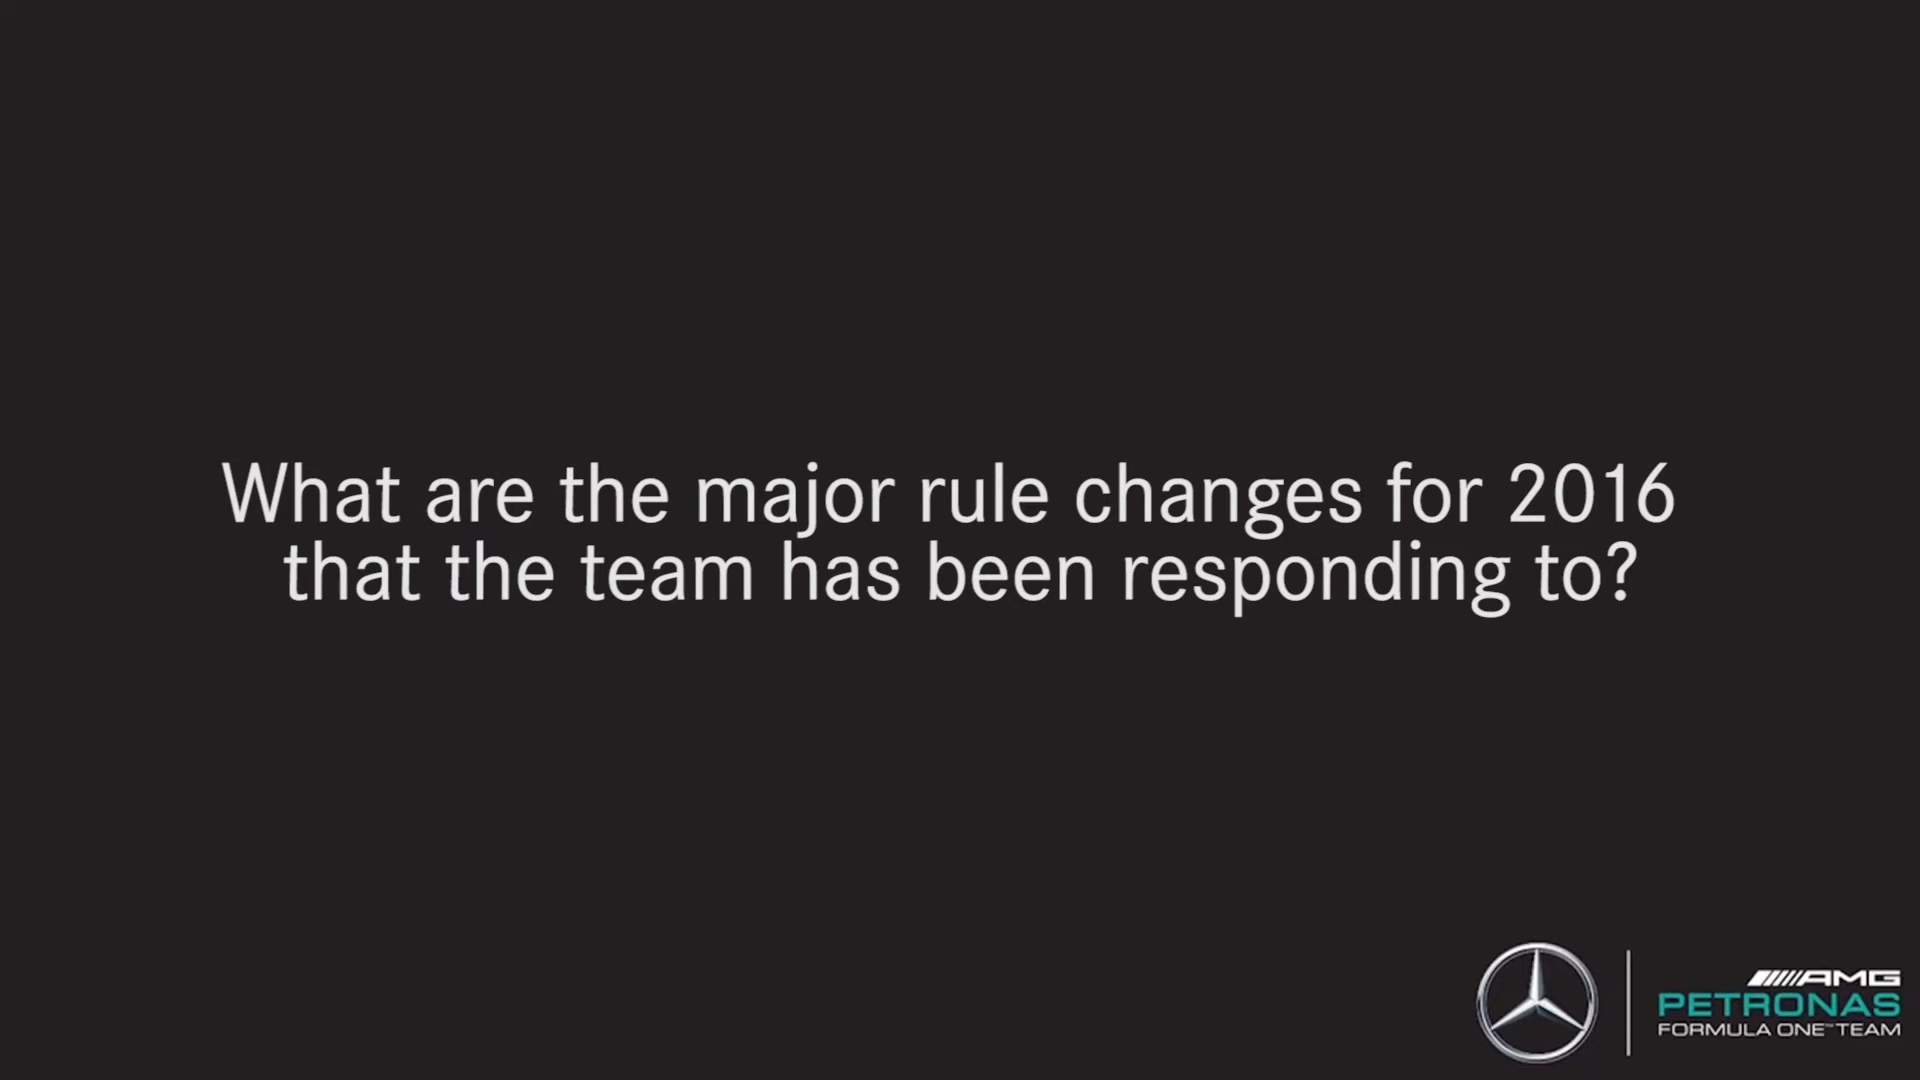 What are the major rule changes for 2016
that the team has been responding to?
AMG
PETRONAS
FORMULA ONE™ TEAM